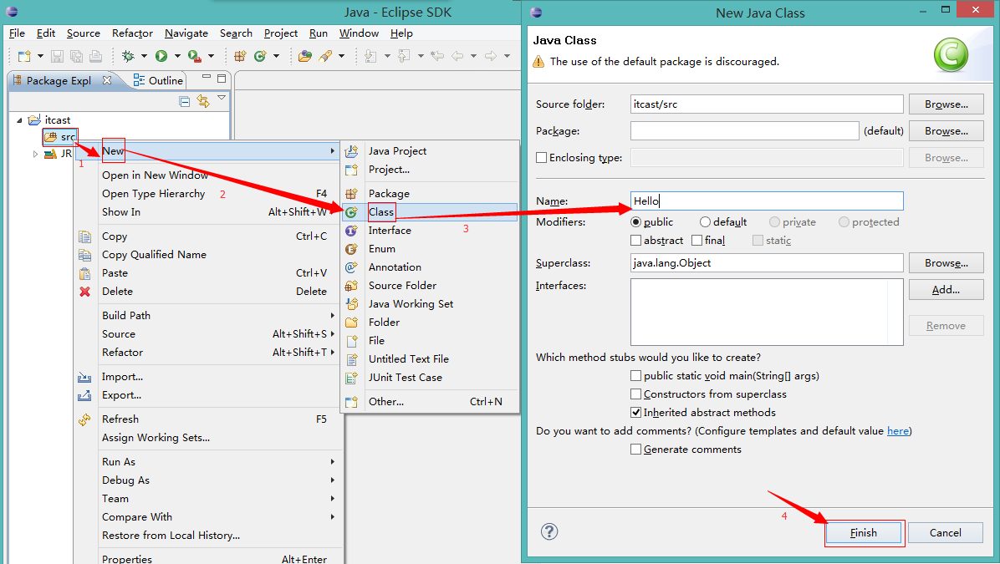 Java - Eclipse SDK
File Edit Source Refactor Navigate Search Project Run Window Help
Package Expl Outline
itcast
src
JR
1
New
Open in New Window
Open Type Hierarchy F4
2
Show In Alt+Shift+W
Copy Ctrl+C
Copy Qualified Name
Paste Ctrl+V
Delete Delete
Build Path
Source Alt+Shift+S
Refactor Alt+Shift+T
Import...
Export...
Refresh F5
Assign Working Sets...
Run As
Debug As
Team
Compare With
Restore from Local History...
Properties Alt+Enter
Java Project
Project...
Package
Class
Interface
3
Enum
Annotation
Source Folder
Java Working Set
Folder
File
Untitled Text File
JUnit Test Case
Other... Ctrl+N
New Java Class
Java Class
The use of the default package is discouraged.
C
Source folder: itcast/src Browse...
Package: (default) Browse...
Enclosing type: Browse...
Name: Hello
Modifiers: public default private protected
abstract final static
Superclass: java.lang.Object Browse...
Interfaces: Add...
Remove
Which method stubs would you like to create?
public static void main(String[] args)
Constructors from superclass
Inherited abstract methods
Do you want to add comments? (Configure templates and default value here)
Generate comments
4
? Finish Cancel